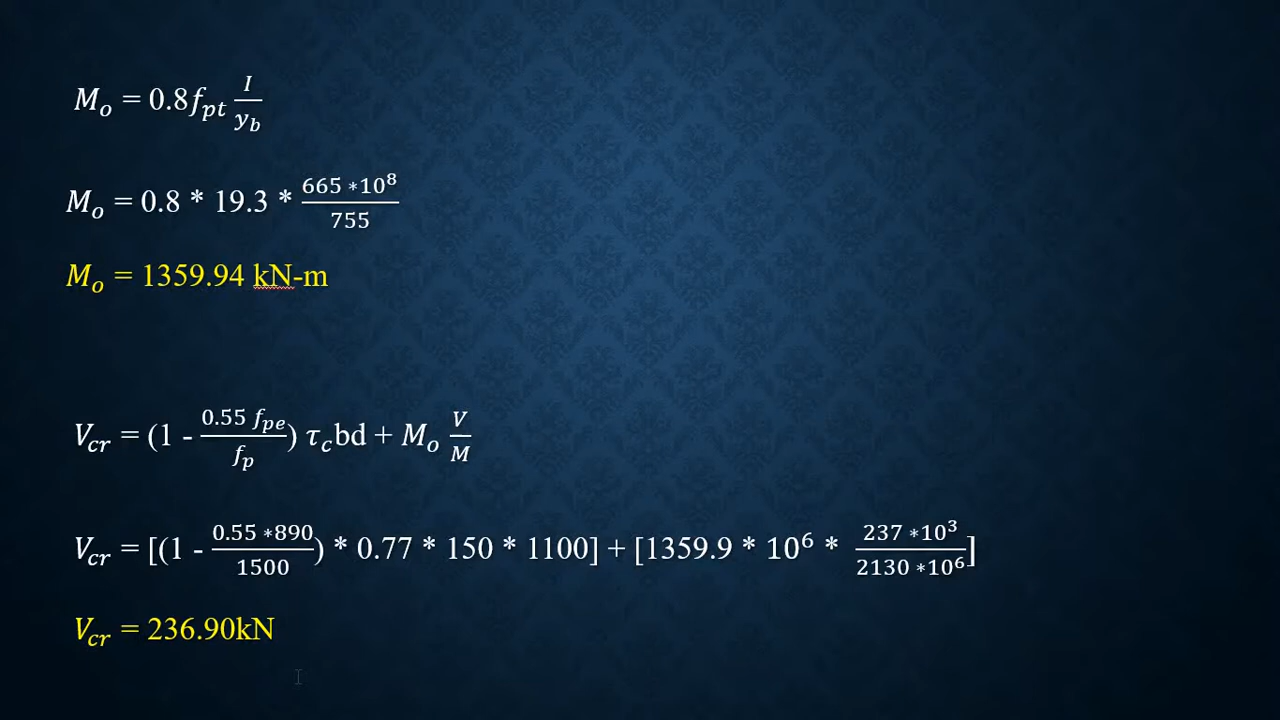 M_o = 0.8f_pt I/y_b
M_o = 0.8 * 19.3 * (665 *10^8)/755
M_o = 1359.94 kN-m
V_cr = (1 - (0.55 f_pe)/f_p) τ_c bd + M_o V/M
V_cr = [(1 - (0.55 *890)/1500) * 0.77 * 150 * 1100] + [1359.9 * 10^6 * (237 *10^3)/(2130 *10^6)]
V_cr = 236.90kN